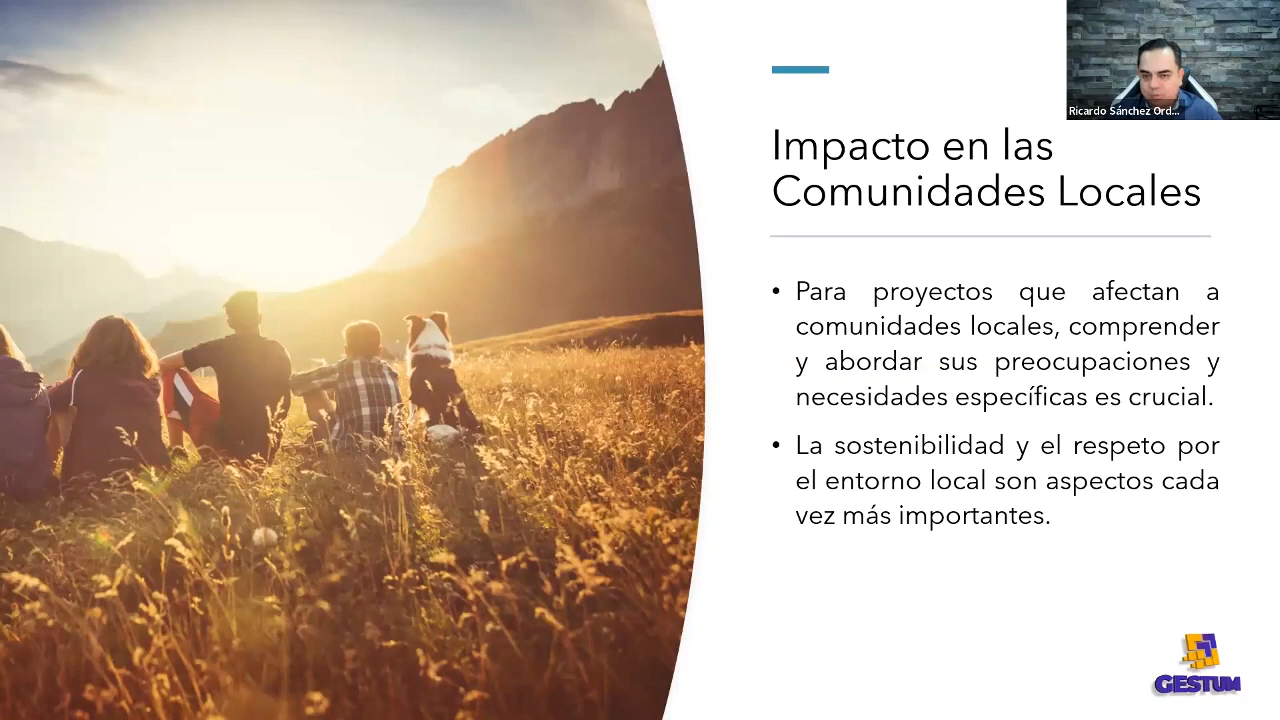 Ricardo Sánchez Ord...
Impacto en las
Comunidades Locales
• Para proyectos que afectan a
comunidades locales, comprender
y abordar sus preocupaciones y
necesidades específicas es crucial.
• La sostenibilidad y el respeto por
el entorno local son aspectos cada
vez más importantes.
GESTUM